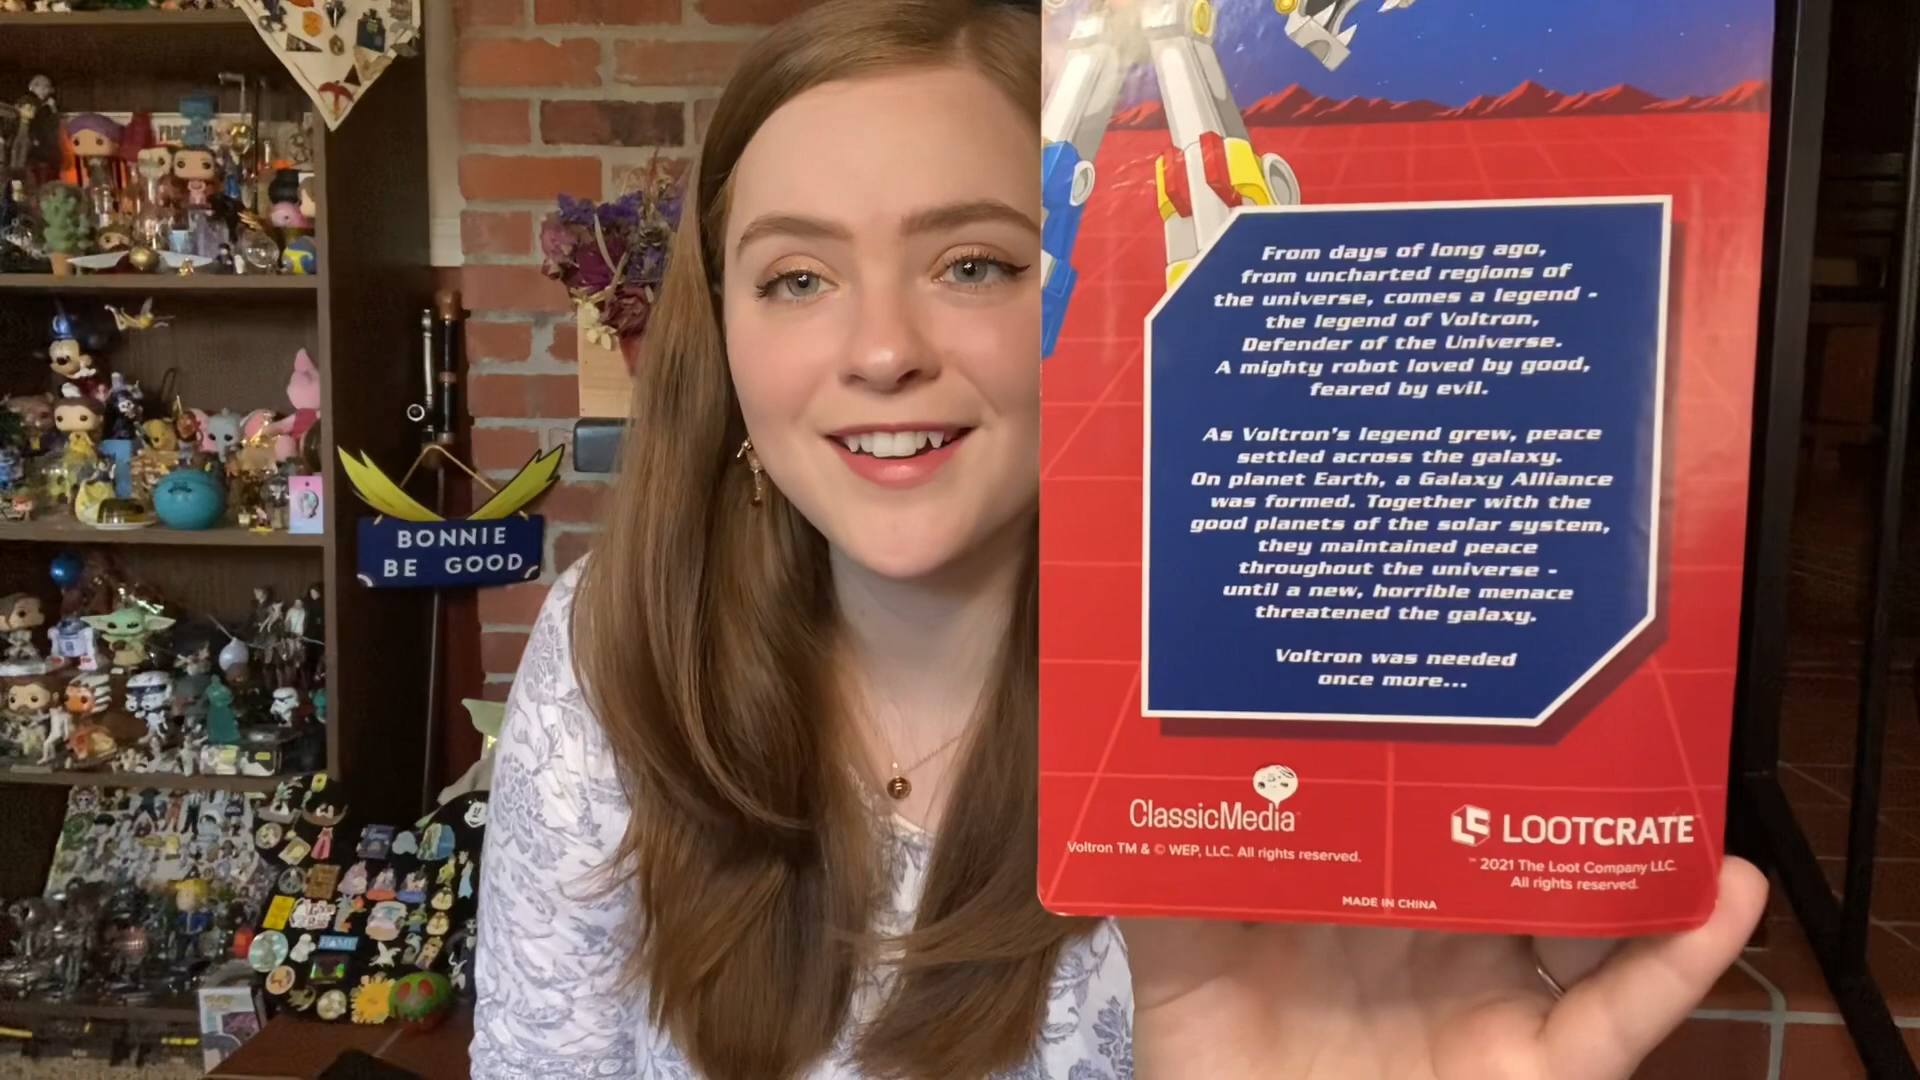 BONNIE
BE GOOD
From days of long ago,
from uncharted regions of
the universe, comes a legend -
the legend of Voltron,
Defender of the Universe.
A mighty robot loved by good,
feared by evil.
As Voltron's legend grew, peace
settled across the galaxy.
On planet Earth, a Galaxy Alliance
was formed. Together with the
good planets of the solar system,
they maintained peace
throughout the universe -
until a new, horrible menace
threatened the galaxy.
Voltron was needed
once more...
ClassicMedia
Voltron TM & © WEP, LLC. All rights reserved.
LOOTCRATE
™ 2021 The Loot Company LLC.
All rights reserved.
MADE IN CHINA